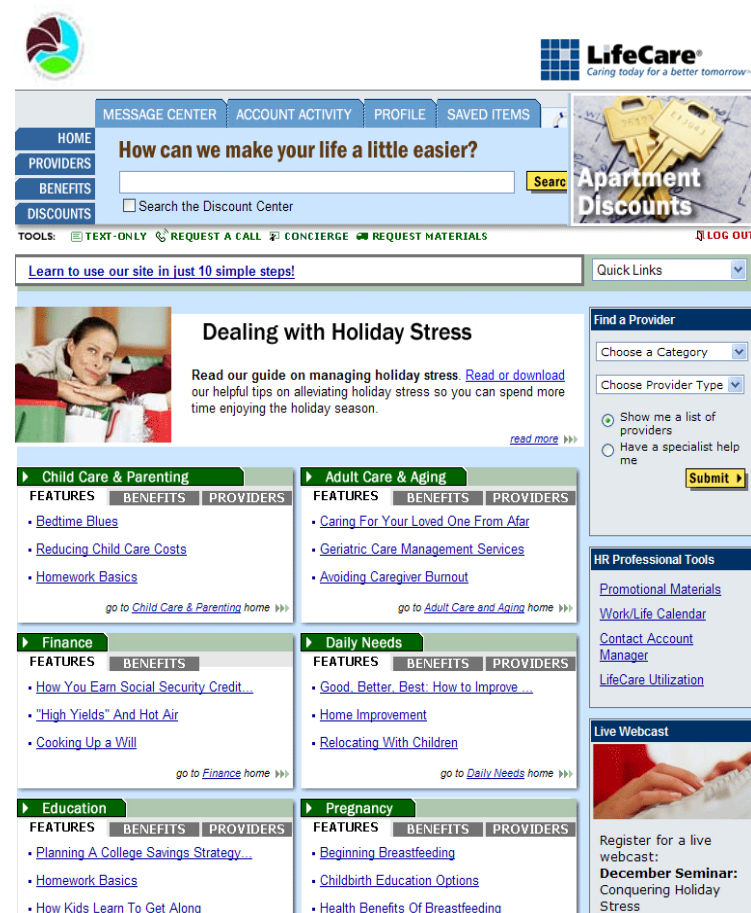 LifeCare®
Caring today for a better tomorrow
MESSAGE CENTER ACCOUNT ACTIVITY PROFILE SAVED ITEMS
HOME
PROVIDERS
BENEFITS
DISCOUNTS
How can we make your life a little easier?
Searc
Search the Discount Center
Apartment
Discounts
TOOLS: TEXT-ONLY REQUEST A CALL CONCIERGE REQUEST MATERIALS LOG OUT
Learn to use our site in just 10 simple steps!
Quick Links
Dealing with Holiday Stress
Read our guide on managing holiday stress. Read or download
our helpful tips on alleviating holiday stress so you can spend more
time enjoying the holiday season.
read more
Find a Provider
Choose a Category
Choose Provider Type
Show me a list of
providers
Have a specialist help
me
Submit
Child Care & Parenting
FEATURES BENEFITS PROVIDERS
Bedtime Blues
Reducing Child Care Costs
Homework Basics
go to Child Care & Parenting home
Adult Care & Aging
FEATURES BENEFITS PROVIDERS
Caring For Your Loved One From Afar
Geriatric Care Management Services
Avoiding Caregiver Burnout
go to Adult Care and Aging home
HR Professional Tools
Promotional Materials
Work/Life Calendar
Contact Account
Manager
LifeCare Utilization
Finance
FEATURES BENEFITS
How You Earn Social Security Credit...
"High Yields" And Hot Air
Cooking Up a Will
go to Finance home
Daily Needs
FEATURES BENEFITS PROVIDERS
Good, Better, Best: How to Improve ...
Home Improvement
Relocating With Children
go to Daily Needs home
Live Webcast
Register for a live
webcast:
December Seminar:
Conquering Holiday
Stress
Education
FEATURES BENEFITS PROVIDERS
Planning A College Savings Strategy...
Homework Basics
How Kids Learn To Get Along
Pregnancy
FEATURES BENEFITS PROVIDERS
Beginning Breastfeeding
Childbirth Education Options
Health Benefits Of Breastfeeding